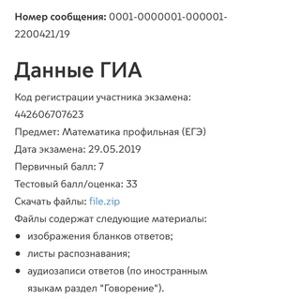 Номер сообщения: 0001-0000001-000001-
2200421/19
Данные ГИА
Код регистрации участника экзамена:
442606707623
Предмет: Математика профильная (ЕГЭ)
Дата экзамена: 29.05.2019
Первичный балл: 7
Тестовый балл/оценка: 33
Скачать файлы: file.zip
Файлы содержат следующие материалы:
• изображения бланков ответов;
• листы распознавания;
• аудиозаписи ответов (по иностранным
языкам раздел "Говорение").